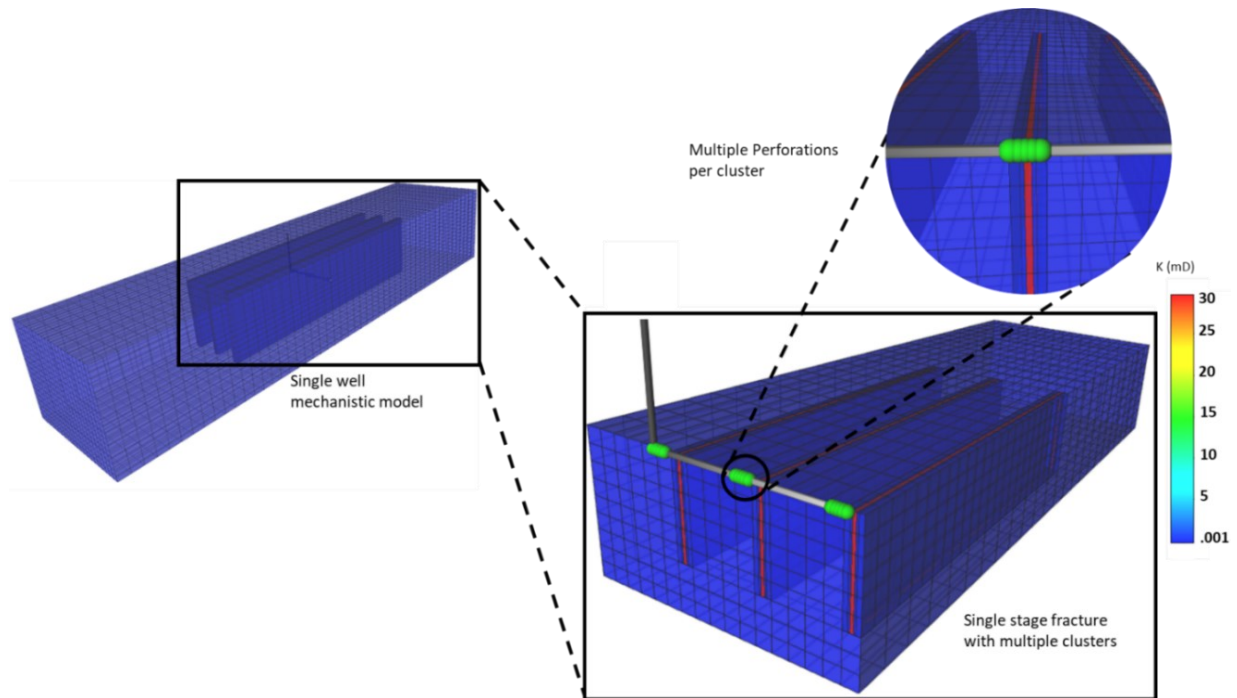 Multiple Perforations
per cluster
Single well
mechanistic model
K (mD)
30
25
20
15
10
5
.001
Single stage fracture
with multiple clusters